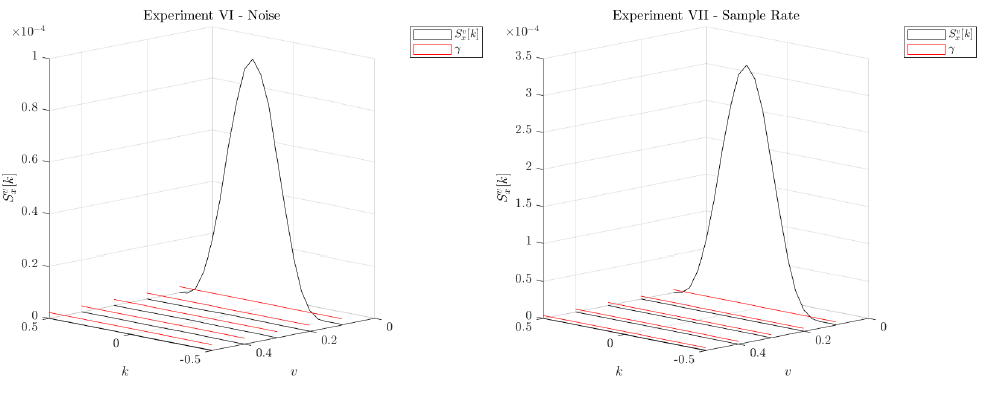 Experiment VI - Noise
×10⁻⁴
S_x^v[k]
γ
1
0.8
0.6
0.4
0.2
0
S_x^v[k]
0.5
0
-0.5
k
0.4
0.2
0
v
Experiment VII - Sample Rate
×10⁻⁴
S_x^v[k]
γ
3.5
3
2.5
2
1.5
1
0.5
0
S_x^v[k]
0.5
0
-0.5
k
0.4
0.2
0
v